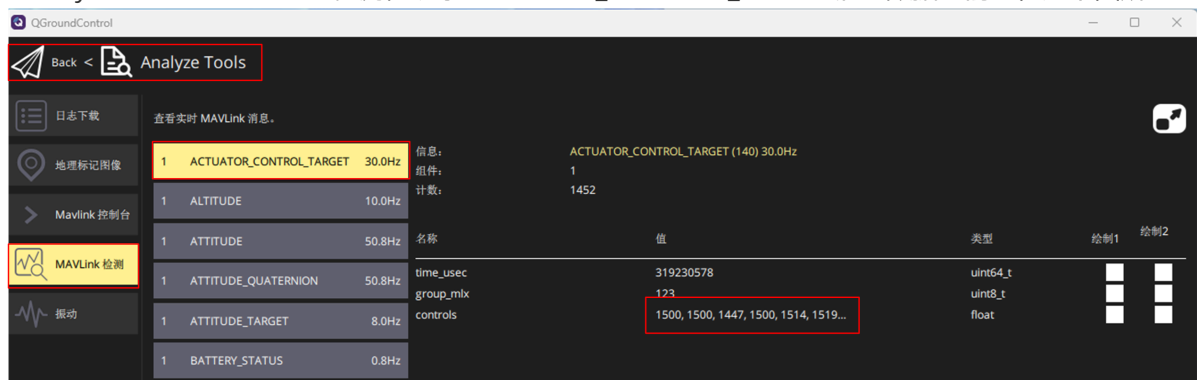 QGroundControl
Back < Analyze Tools
日志下载
地理标记图像
Mavlink 控制台
MAVLink 检测
振动
查看实时 MAVLink 消息。
1 ACTUATOR_CONTROL_TARGET 30.0Hz
1 ALTITUDE 10.0Hz
1 ATTITUDE 50.8Hz
1 ATTITUDE_QUATERNION 50.8Hz
1 ATTITUDE_TARGET 8.0Hz
1 BATTERY_STATUS 0.8Hz
信息: ACTUATOR_CONTROL_TARGET (140) 30.0Hz
组件: 1
计数: 1452
名称 值 类型 绘制1 绘制2
time_usec 319230578 uint64_t
group_mlx 123 uint8_t
controls 1500, 1500, 1447, 1500, 1514, 1519... float